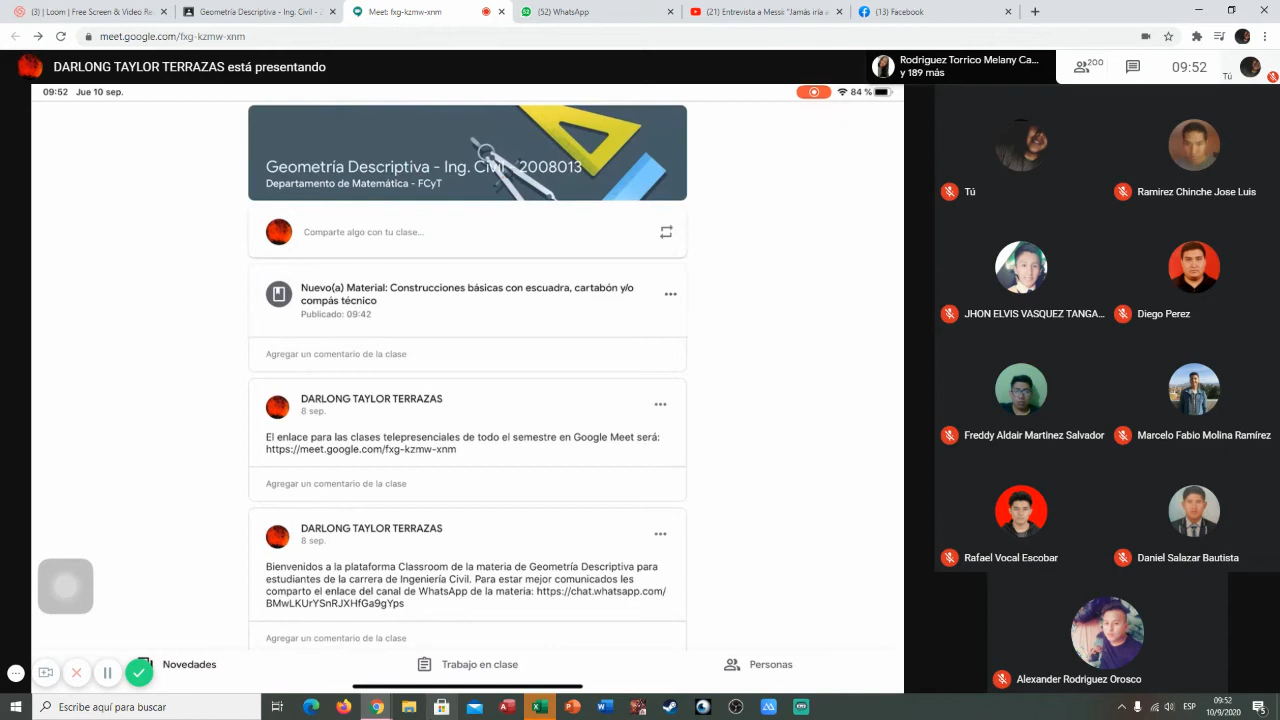 Loom | Free Screen & Video Re
Geometría Descriptiva - Ing. Civil -
Meet fxg-kzmw-xnm
(52) WhatsApp
(21) Entrevista a Messi "Jamás iría a
(13) Facebook
meet.google.com/fxg-kzmw-xnm
DARLONG TAYLOR TERRAZAS está presentando
Rodriguez Torrico Melany Ca...
y 189 más
200
09:52
Tú
09:52 Jue 10 sep.
84 %
Geometría Descriptiva - Ing. Civil - 2008013
Departamento de Matemática - FCyT
Comparte algo con tu clase...
Nuevo(a) Material: Construcciones básicas con escuadra, cartabón y/o
compás técnico
Publicado: 09:42
Agregar un comentario de la clase
DARLONG TAYLOR TERRAZAS
8 sep.
El enlace para las clases telepresenciales de todo el semestre en Google Meet será:
https://meet.google.com/fxg-kzmw-xnm
Agregar un comentario de la clase
DARLONG TAYLOR TERRAZAS
8 sep.
Bienvenidos a la plataforma Classroom de la materia de Geometría Descriptiva para
estudiantes de la carrera de Ingeniería Civil. Para estar mejor comunicados les
comparto el enlace del canal de WhatsApp de la materia: https://chat.whatsapp.com/
BMwLKUrYSnRJXHfGa9gYps
Agregar un comentario de la clase
Novedades
Trabajo en clase
Personas
Tú
Ramirez Chinche Jose Luis
JHON ELVIS VASQUEZ TANGA...
Diego Perez
Freddy Aldair Martinez Salvador
Marcelo Fabio Molina Ramírez
Rafael Vocal Escobar
Daniel Salazar Bautista
Alexander Rodriguez Orosco
Escribe aquí para buscar
ESP
09:52
10/9/2020